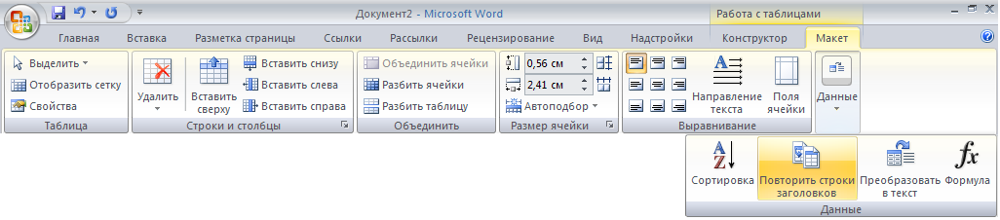 Документ2 - Microsoft Word
Работа с таблицами
Главная Вставка Разметка страницы Ссылки Рассылки Рецензирование Вид Надстройки Конструктор Макет
Выделить
Отобразить сетку
Свойства
Таблица
Удалить
Вставить сверху
Вставить снизу
Вставить слева
Вставить справа
Строки и столбцы
Объединить ячейки
Разбить ячейки
Разбить таблицу
Объединить
0,56 см
2,41 см
Автоподбор
Размер ячейки
Направление
текста
Поля
ячейки
Выравнивание
Данные
Сортировка
Повторить строки
заголовков
Преобразовать
в текст
Формула
Данные